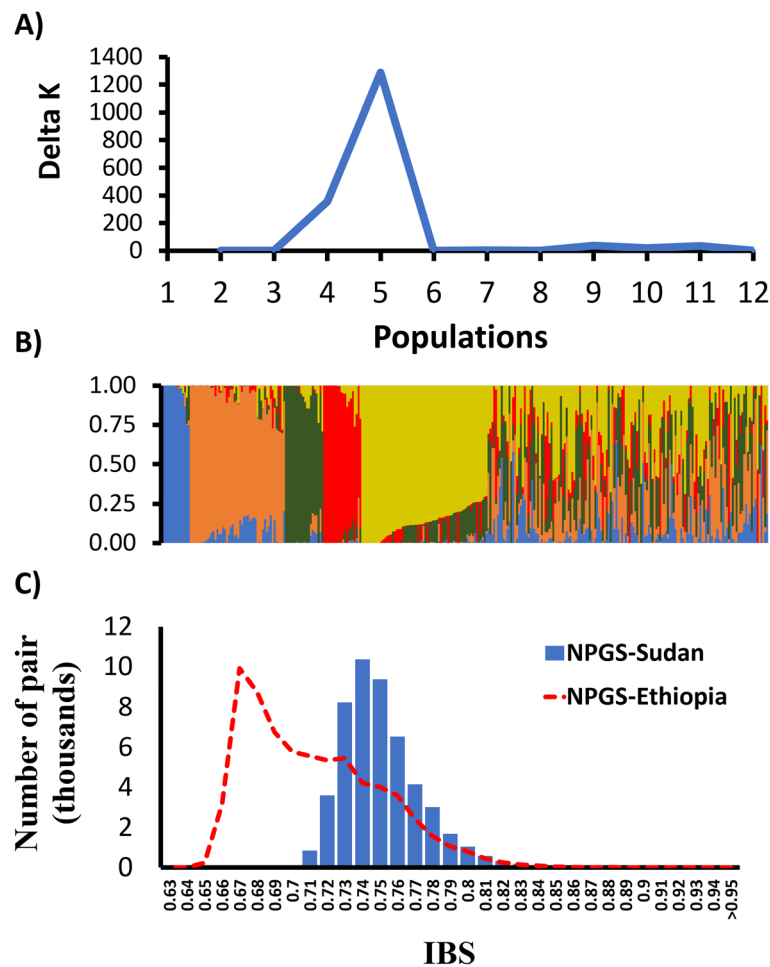 A)
Delta K
1400
1200
1000
800
600
400
200
0
1 2 3 4 5 6 7 8 9 10 11 12
Populations
B)
1.00
0.75
0.50
0.25
0.00
C)
Number of pair
(thousands)
12
10
8
6
4
2
0
NPGS-Sudan
NPGS-Ethiopia
0.63 0.64 0.65 0.66 0.67 0.68 0.69 0.7 0.71 0.72 0.73 0.74 0.75 0.76 0.77 0.78 0.79 0.8 0.81 0.82 0.83 0.84 0.85 0.86 0.87 0.88 0.89 0.9 0.91 0.92 0.93 0.94 >0.95
IBS